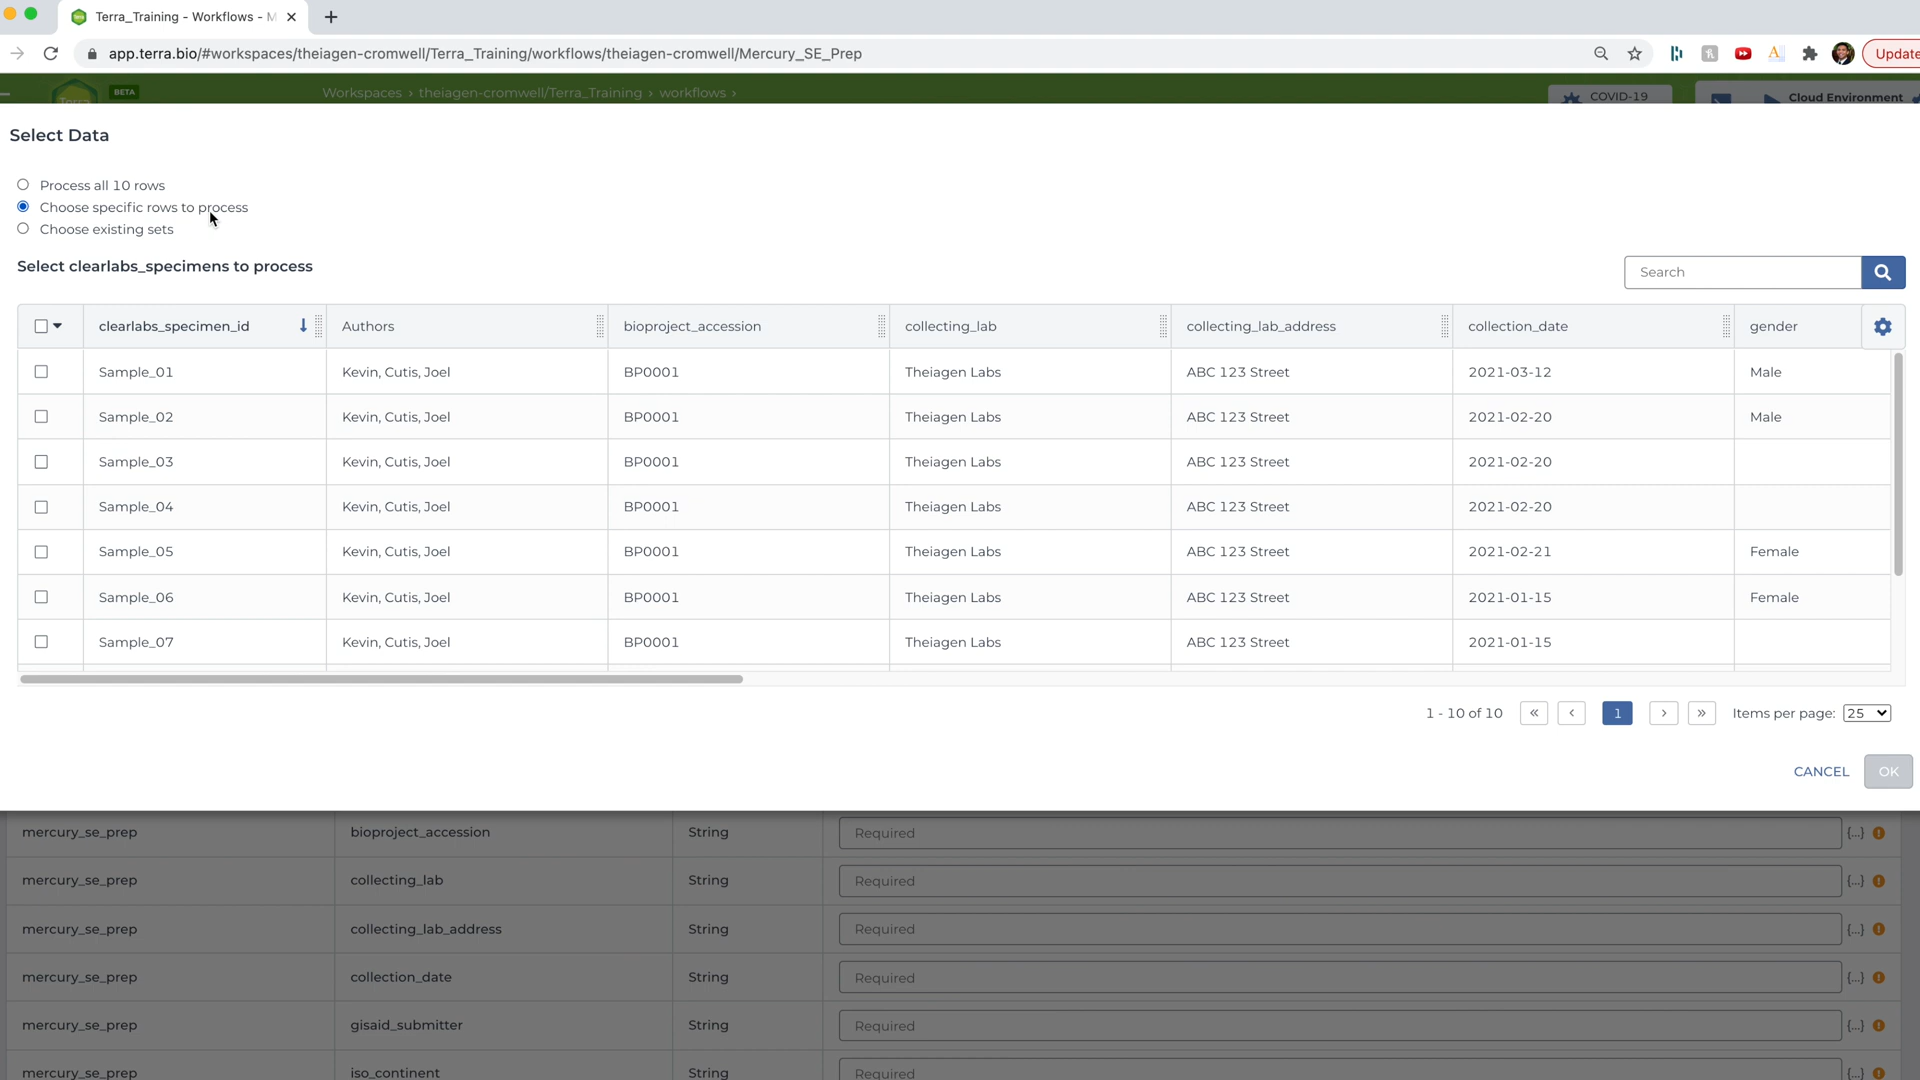 Terra_Training - Workflows - M
app.terra.bio/#workspaces/theiagen-cromwell/Terra_Training/workflows/theiagen-cromwell/Mercury_SE_Prep
Update
Terra
BETA
Workspaces › theiagen-cromwell/Terra_Training › workflows ›
COVID-19
Cloud Environment
Select Data
Process all 10 rows
Choose specific rows to process
Choose existing sets
Select clearlabs_specimens to process
Search
clearlabs_specimen_id Authors bioproject_accession collecting_lab collecting_lab_address collection_date gender
Sample_01 Kevin, Cutis, Joel BP0001 Theiagen Labs ABC 123 Street 2021-03-12 Male
Sample_02 Kevin, Cutis, Joel BP0001 Theiagen Labs ABC 123 Street 2021-02-20 Male
Sample_03 Kevin, Cutis, Joel BP0001 Theiagen Labs ABC 123 Street 2021-02-20
Sample_04 Kevin, Cutis, Joel BP0001 Theiagen Labs ABC 123 Street 2021-02-20
Sample_05 Kevin, Cutis, Joel BP0001 Theiagen Labs ABC 123 Street 2021-02-21 Female
Sample_06 Kevin, Cutis, Joel BP0001 Theiagen Labs ABC 123 Street 2021-01-15 Female
Sample_07 Kevin, Cutis, Joel BP0001 Theiagen Labs ABC 123 Street 2021-01-15
1 - 10 of 10 « ‹ 1 › » Items per page: 25
CANCEL OK
mercury_se_prep bioproject_accession String Required {...}
mercury_se_prep collecting_lab String Required {...}
mercury_se_prep collecting_lab_address String Required {...}
mercury_se_prep collection_date String Required {...}
mercury_se_prep gisaid_submitter String Required {...}
mercury_se_prep iso_continent String Required {...}